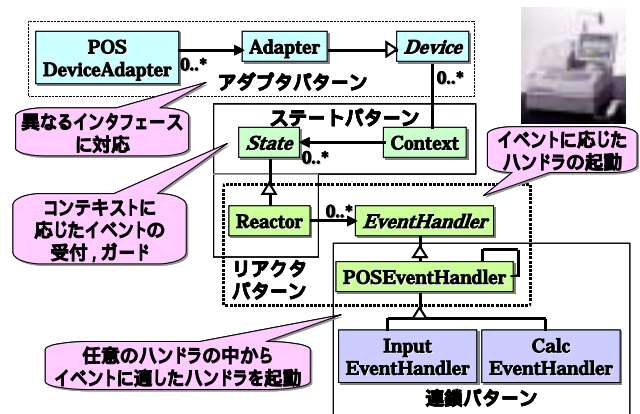 POS
DeviceAdapter
0..*
Adapter
Device
0..*
アダプタパターン
異なるインタフェース
に対応
ステートパターン
State
0..*
Context
イベントに応じた
ハンドラの起動
コンテキストに
応じたイベントの
受付 , ガード
Reactor
0..*
EventHandler
リアクタ
パターン
POSEventHandler
任意のハンドラの中から
イベントに適したハンドラを起動
Input
EventHandler
Calc
EventHandler
連鎖パターン